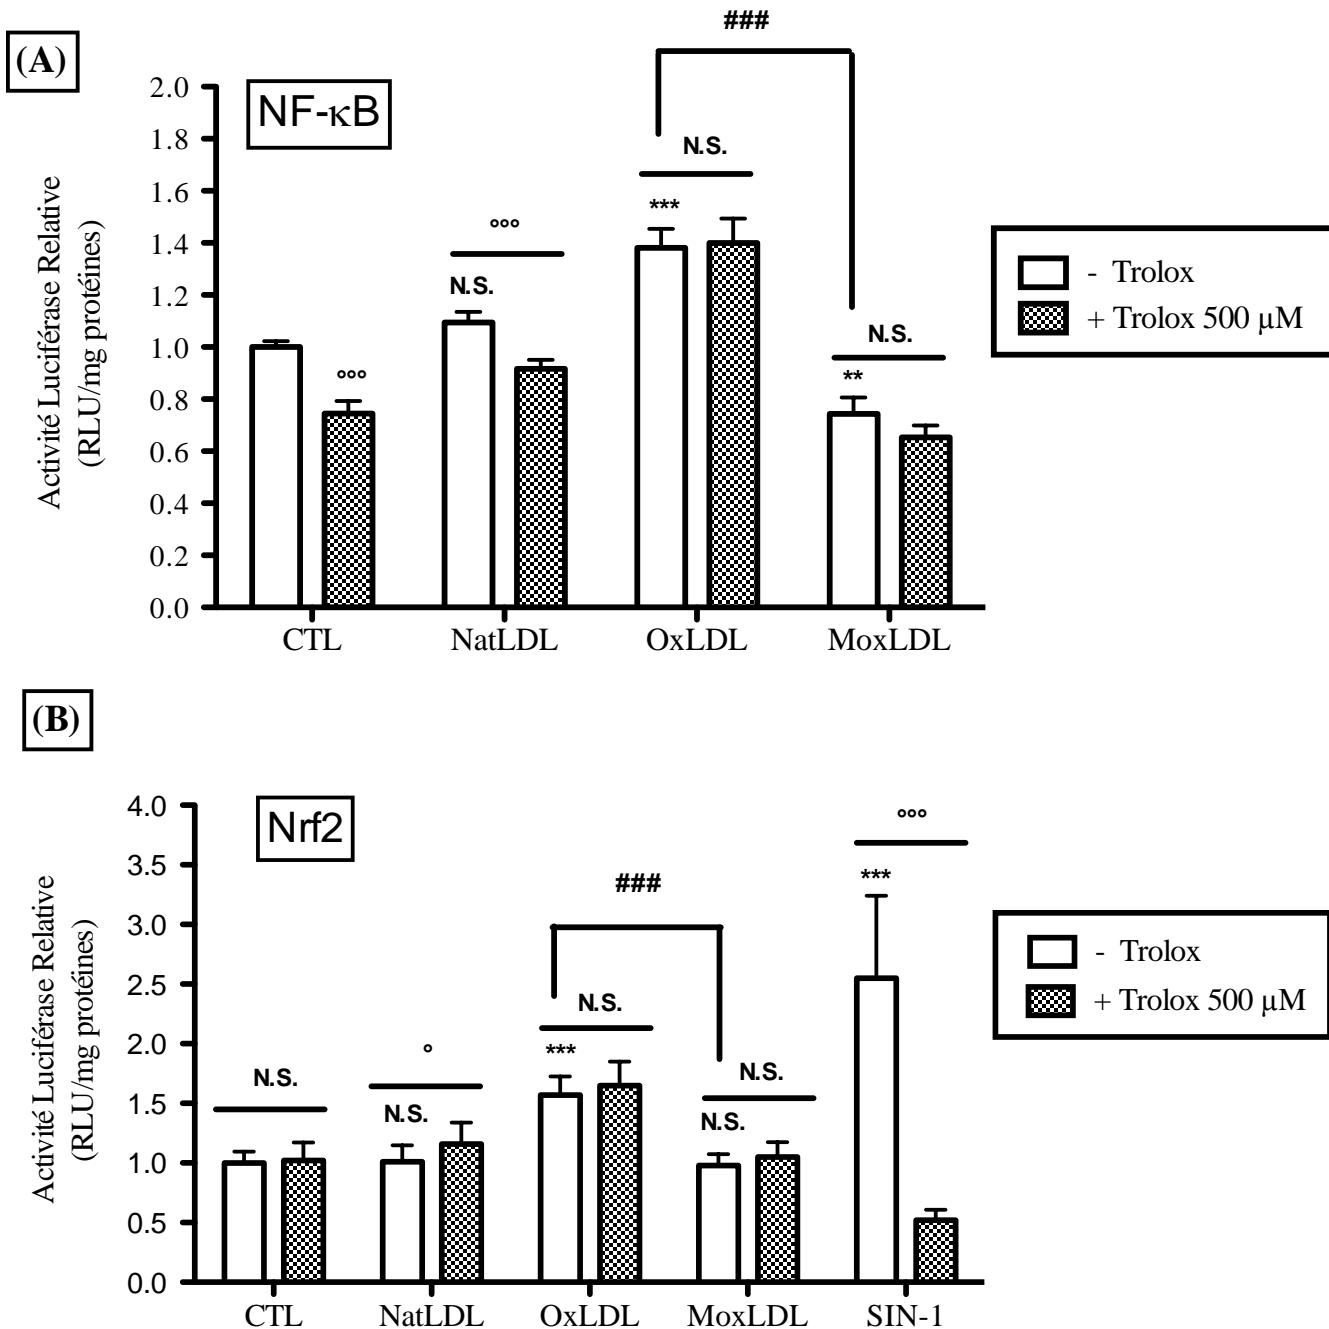 (A)
###
NF-κB
N.S.
***
°°°
N.S.
°°°
N.S.
**
2.0
1.8
1.6
1.4
1.2
1.0
0.8
0.6
0.4
0.2
0.0
Activité Luciférase Relative
(RLU/mg protéines)
CTL NatLDL OxLDL MoxLDL
- Trolox
+ Trolox 500 µM
(B)
Nrf2
°°°
***
###
N.S.
***
°
N.S.
N.S.
N.S.
N.S.
4.0
3.5
3.0
2.5
2.0
1.5
1.0
0.5
0.0
Activité Luciférase Relative
(RLU/mg protéines)
CTL NatLDL OxLDL MoxLDL SIN-1
- Trolox
+ Trolox 500 µM